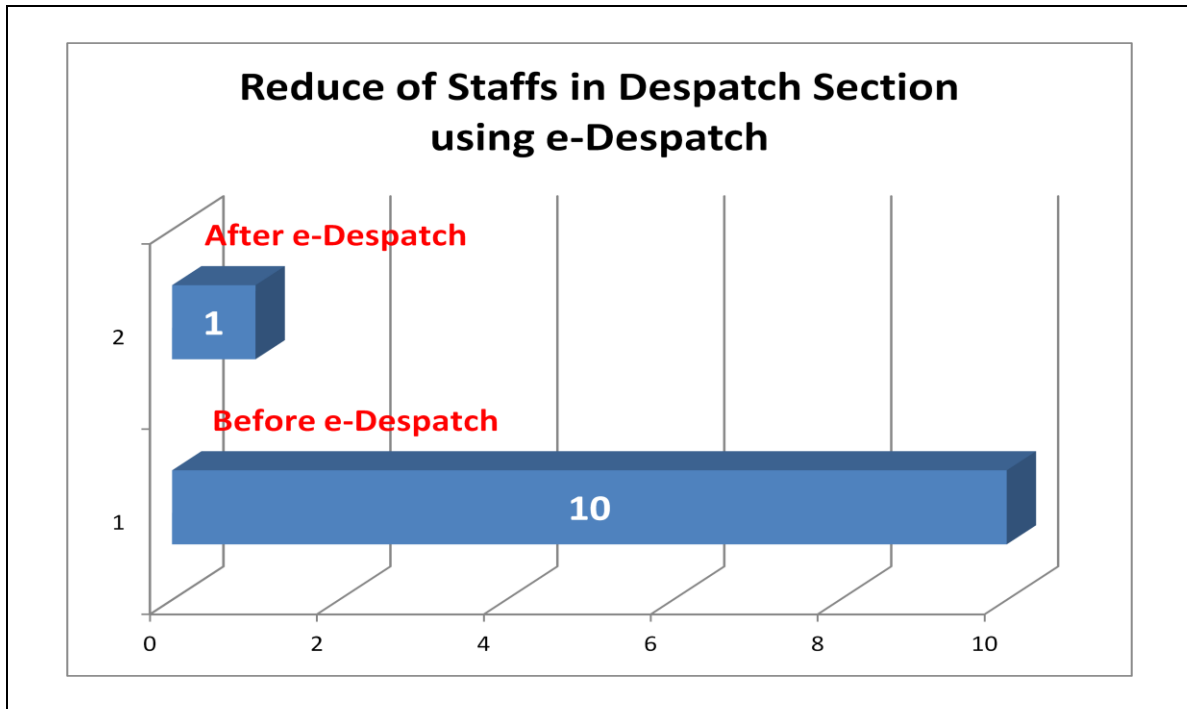 Reduce of Staffs in Despatch Section
using e-Despatch
After e-Despatch
1
2
Before e-Despatch
10
1
0 2 4 6 8 10